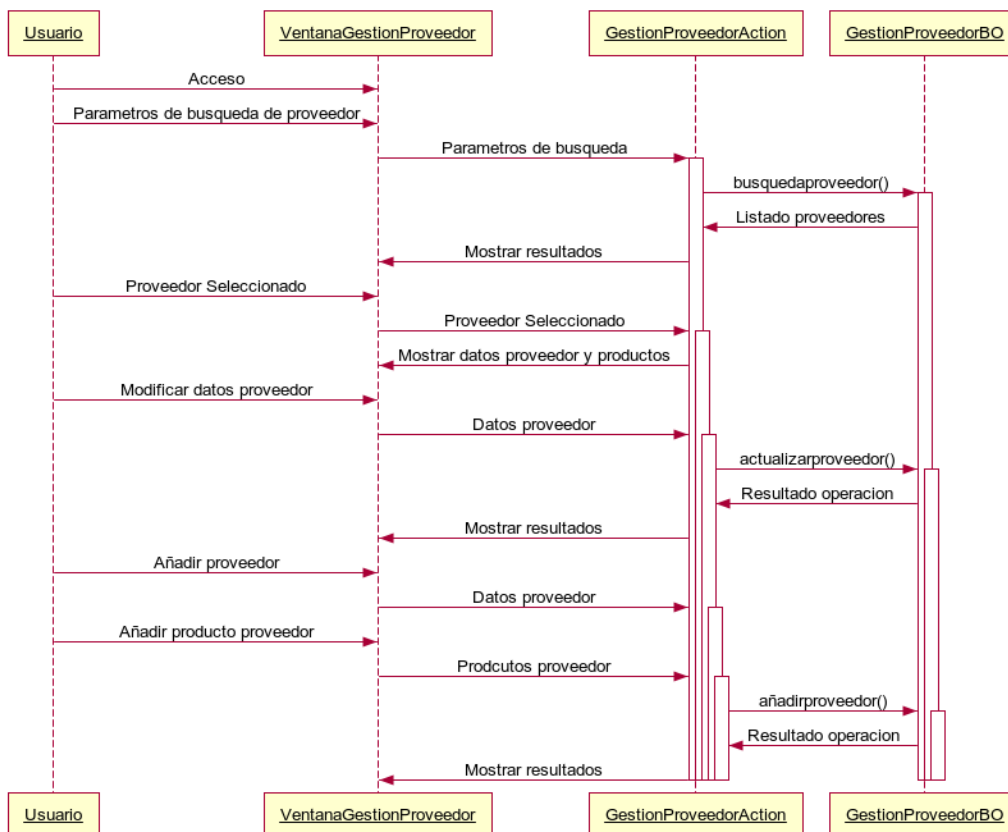 Usuario
VentanaGestionProveedor
GestionProveedorAction
GestionProveedorBO
Acceso
Parametros de busqueda de proveedor
Parametros de busqueda
busquedaproveedor()
Listado proveedores
Mostrar resultados
Proveedor Seleccionado
Proveedor Seleccionado
Mostrar datos proveedor y productos
Modificar datos proveedor
Datos proveedor
actualizarproveedor()
Resultado operacion
Mostrar resultados
Añadir proveedor
Datos proveedor
Añadir producto proveedor
Prodcutos proveedor
añadirproveedor()
Resultado operacion
Mostrar resultados
Usuario
VentanaGestionProveedor
GestionProveedorAction
GestionProveedorBO